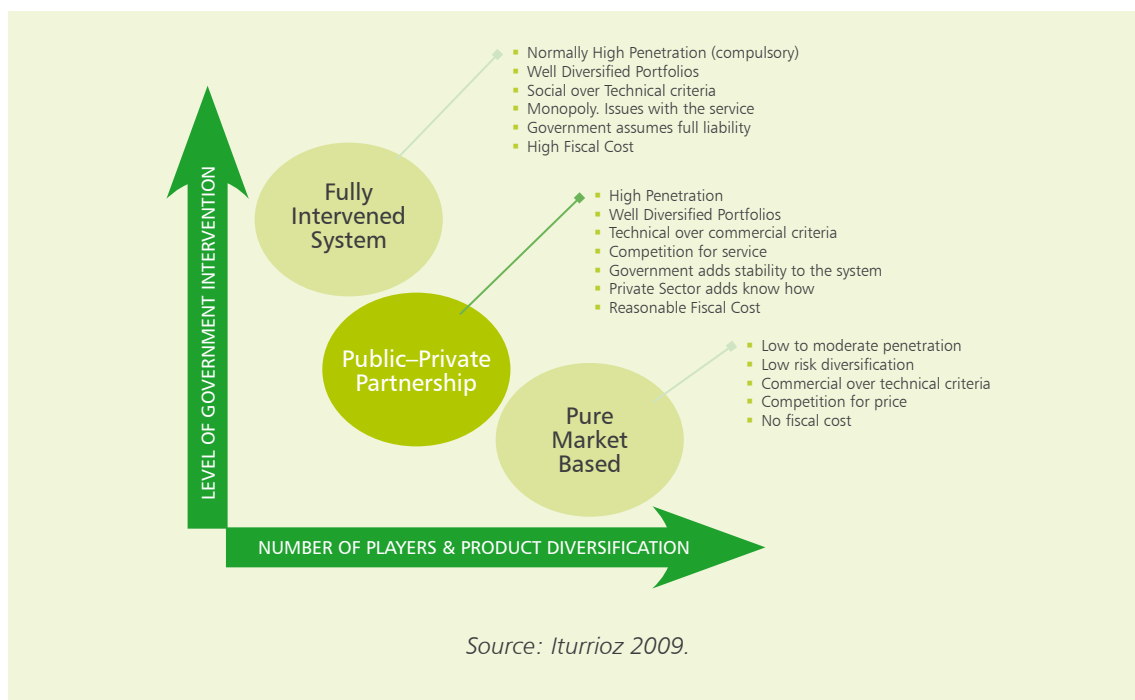 Normally High Penetration (compulsory)
Well Diversified Portfolios
Social over Technical criteria
Monopoly. Issues with the service
Government assumes full liability
High Fiscal Cost
LEVEL OF GOVERNMENT INTERVENTION
Fully
Intervened
System
High Penetration
Well Diversified Portfolios
Technical over commercial criteria
Competition for service
Government adds stability to the system
Private Sector adds know how
Reasonable Fiscal Cost
Public–Private
Partnership
Low to moderate penetration
Low risk diversification
Commercial over technical criteria
Competition for price
No fiscal cost
Pure
Market
Based
NUMBER OF PLAYERS & PRODUCT DIVERSIFICATION
Source: Iturrioz 2009.